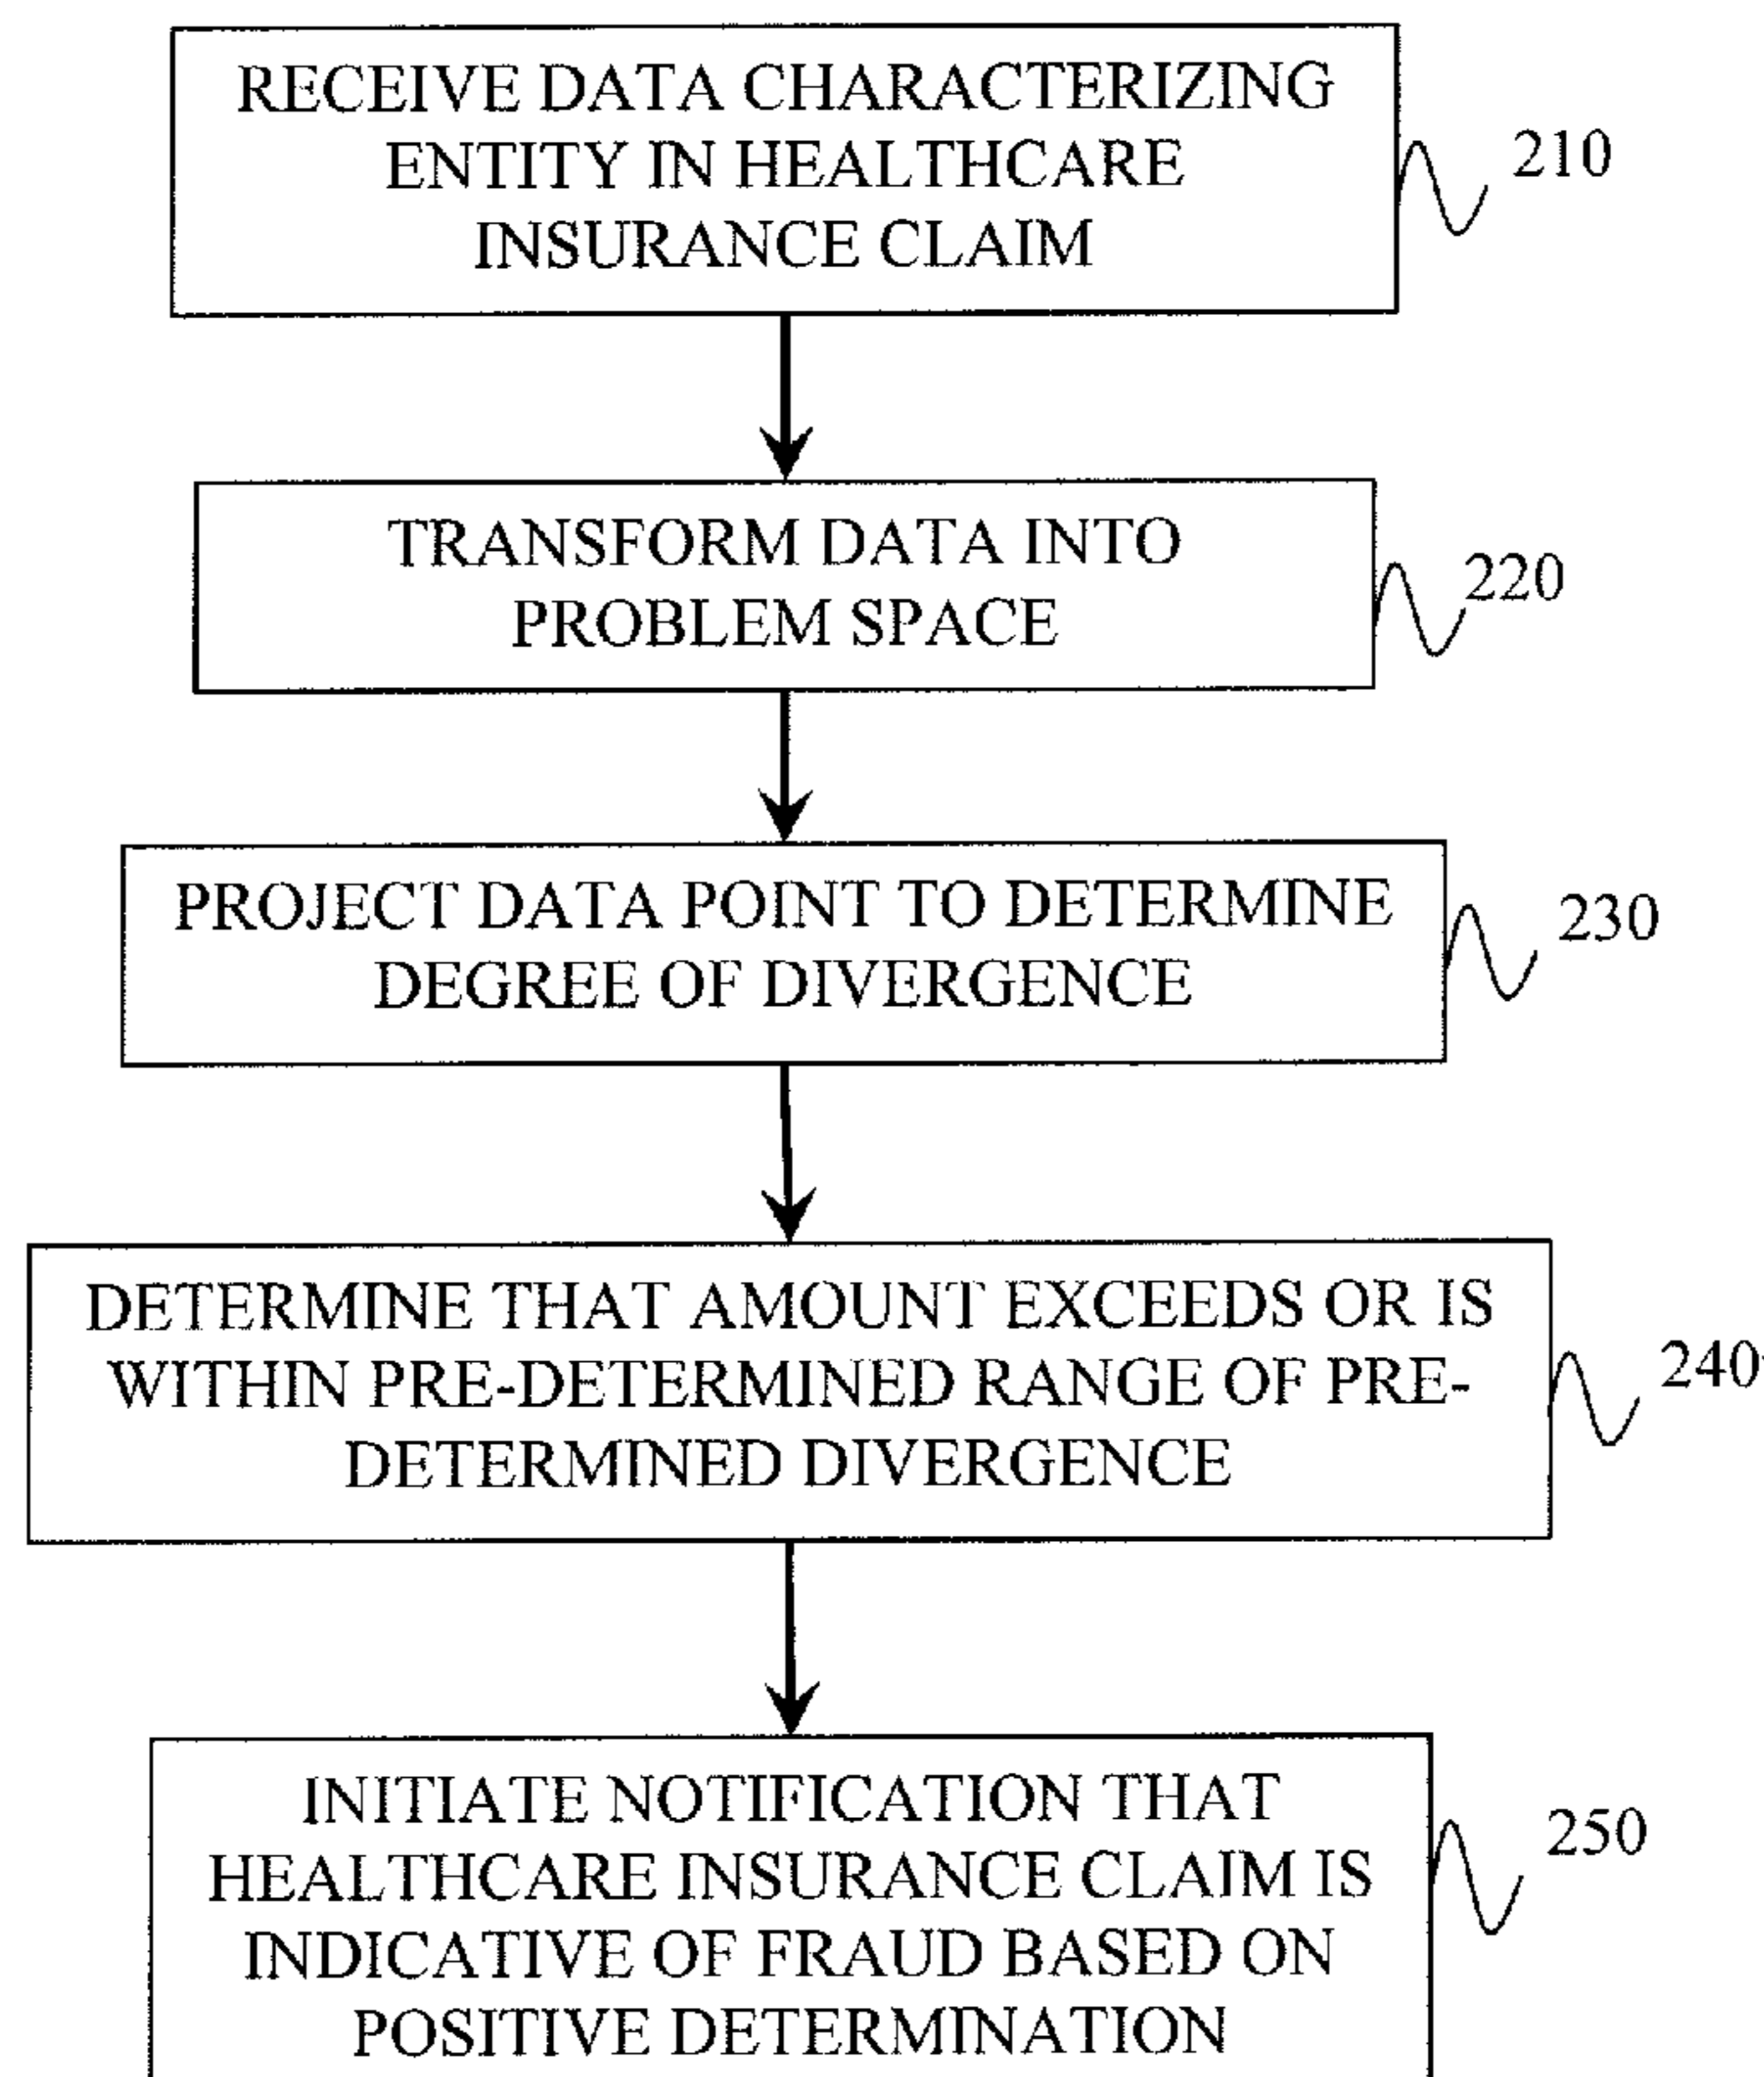 RECEIVE DATA CHARACTERIZING
ENTITY IN HEALTHCARE
INSURANCE CLAIM
210
TRANSFORM DATA INTO
PROBLEM SPACE
220
PROJECT DATA POINT TO DETERMINE
DEGREE OF DIVERGENCE
230
DETERMINE THAT AMOUNT EXCEEDS OR IS
WITHIN PRE-DETERMINED RANGE OF PRE-
DETERMINED DIVERGENCE
240
INITIATE NOTIFICATION THAT
HEALTHCARE INSURANCE CLAIM IS
INDICATIVE OF FRAUD BASED ON
POSITIVE DETERMINATION
250